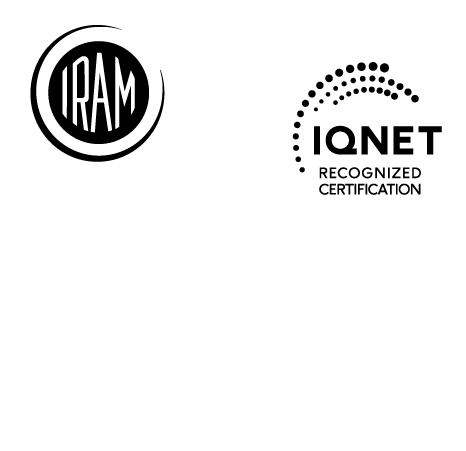 IRAM
IQNET
RECOGNIZED
CERTIFICATION